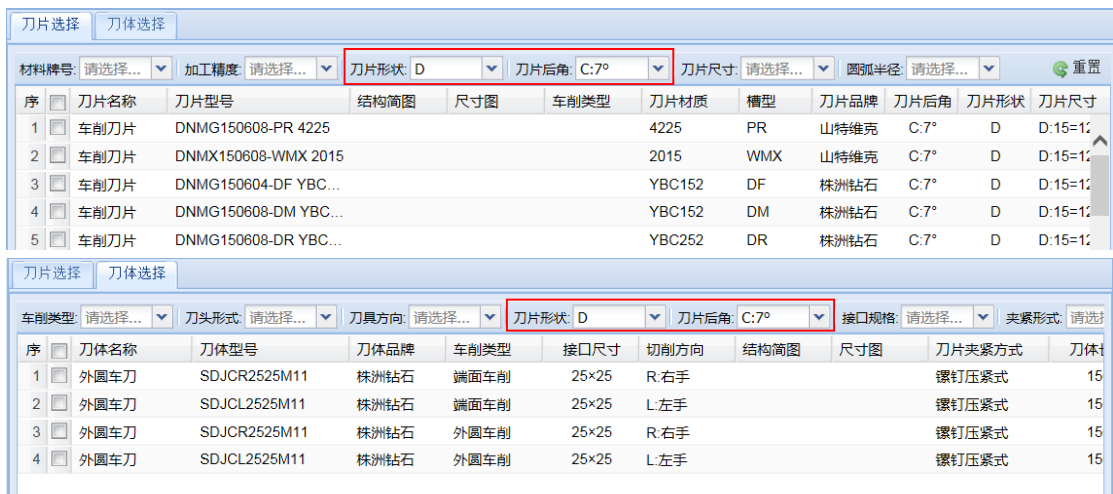 刀片选择 刀体选择
材料牌号: 请选择... 加工精度: 请选择... 刀片形状: D 刀片后角: C:7° 刀片尺寸: 请选择... 圆弧半径: 请选择... 重置
序 刀片名称 刀片型号 结构简图 尺寸图 车削类型 刀片材质 槽型 刀片品牌 刀片后角 刀片形状 刀片尺寸
1 车削刀片 DNMG150608-PR 4225 4225 PR 山特维克 C:7° D D:15=12
2 车削刀片 DNMX150608-WMX 2015 2015 WMX 山特维克 C:7° D D:15=12
3 车削刀片 DNMG150604-DF YBC... YBC152 DF 株洲钻石 C:7° D D:15=12
4 车削刀片 DNMG150608-DM YBC... YBC152 DM 株洲钻石 C:7° D D:15=12
5 车削刀片 DNMG150608-DR YBC... YBC252 DR 株洲钻石 C:7° D D:15=12
刀片选择 刀体选择
车削类型: 请选择... 刀头形式: 请选择... 刀具方向: 请选择... 刀片形状: D 刀片后角: C:7° 接口规格: 请选择... 夹紧形式: 请选择
序 刀体名称 刀体型号 刀体品牌 车削类型 接口尺寸 切削方向 结构简图 尺寸图 刀片夹紧方式 刀体
1 外圆车刀 SDJCR2525M11 株洲钻石 端面车削 25×25 R:右手 镙钉压紧式 15
2 外圆车刀 SDJCL2525M11 株洲钻石 端面车削 25×25 L:左手 镙钉压紧式 15
3 外圆车刀 SDJCR2525M11 株洲钻石 外圆车削 25×25 R:右手 镙钉压紧式 15
4 外圆车刀 SDJCL2525M11 株洲钻石 外圆车削 25×25 L:左手 镙钉压紧式 15